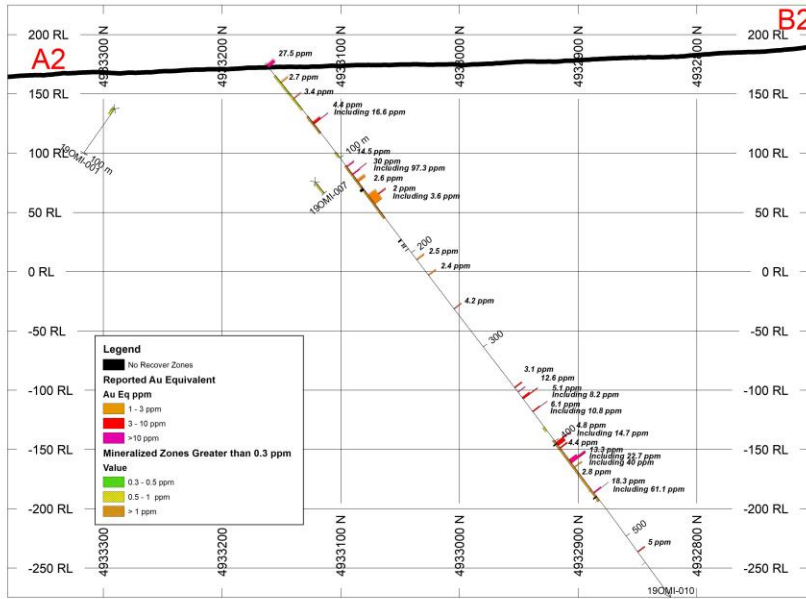 A2
B2
200 RL
200 RL
150 RL
150 RL
100 RL
100 RL
50 RL
50 RL
0 RL
0 RL
-50 RL
-50 RL
-100 RL
-100 RL
-150 RL
-150 RL
-200 RL
-200 RL
-250 RL
-250 RL
4933300 N
4933200 N
4933100 N
4933000 N
4932900 N
4932800 N
27.5 ppm
2.7 ppm
3.4 ppm
4.4 ppm
Including 16.6 ppm
100 m
14.5 ppm
30 ppm
Including 97.3 ppm
2.6 ppm
2 ppm
Including 3.6 ppm
100 m
19OMI-001
19OMI-007
200
2.5 ppm
2.4 ppm
4.2 ppm
300
3.1 ppm
12.6 ppm
5.1 ppm
Including 8.2 ppm
6.1 ppm
Including 10.8 ppm
400
4.8 ppm
Including 14.7 ppm
4.4 ppm
13.3 ppm
Including 22.7 ppm
Including 40 ppm
2.8 ppm
18.3 ppm
Including 61.1 ppm
500
5 ppm
19OMI-010
Legend
No Recover Zones
Reported Au Equivalent
Au Eq ppm
1 - 3 ppm
3 - 10 ppm
>10 ppm
Mineralized Zones Greater than 0.3 ppm
Value
0.3 - 0.5 ppm
0.5 - 1 ppm
> 1 ppm
4933300 N
4933200 N
4933100 N
4933000 N
4932900 N
4932800 N